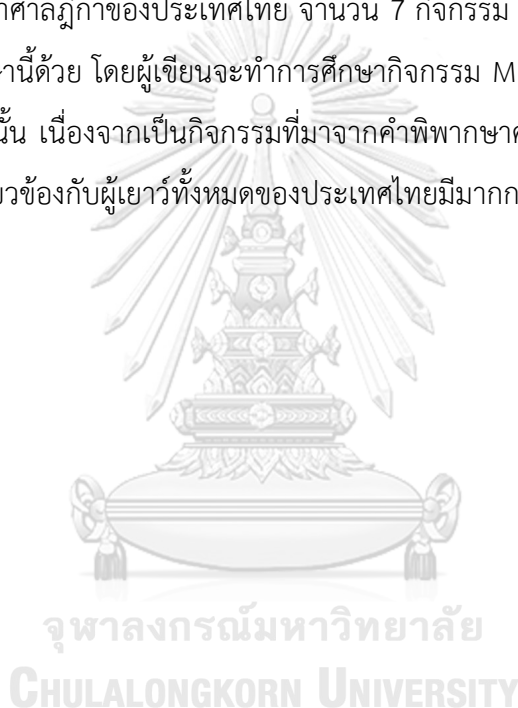 าศาลฎีกาของประเทศไทย จำนวน 7 กิจกรรม
านี้ด้วย โดยผู้เขียนจะทำการศึกษากิจกรรม M
นั้น เนื่องจากเป็นกิจกรรมที่มาจากคำพิพากษาศ
ยวข้องกับผู้เยาว์ทั้งหมดของประเทศไทยมีมากก
จุฬาลงกรณ์มหาวิทยาลัย
CHULALONGKORN UNIVERSITY